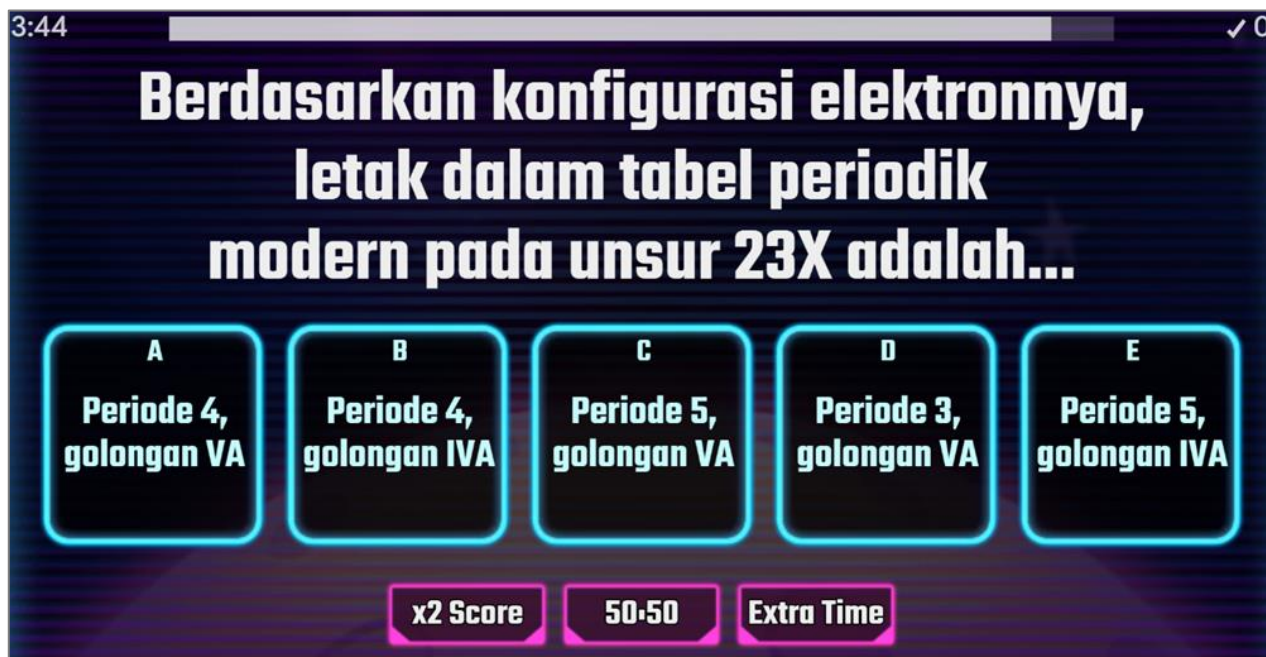 3:44
✓ 0
Berdasarkan konfigurasi elektronnya,
letak dalam tabel periodik
modern pada unsur 23X adalah...
A
Periode 4,
golongan VA
B
Periode 4,
golongan IVA
C
Periode 5,
golongan VA
D
Periode 3,
golongan VA
E
Periode 5,
golongan IVA
x2 Score
50:50
Extra Time